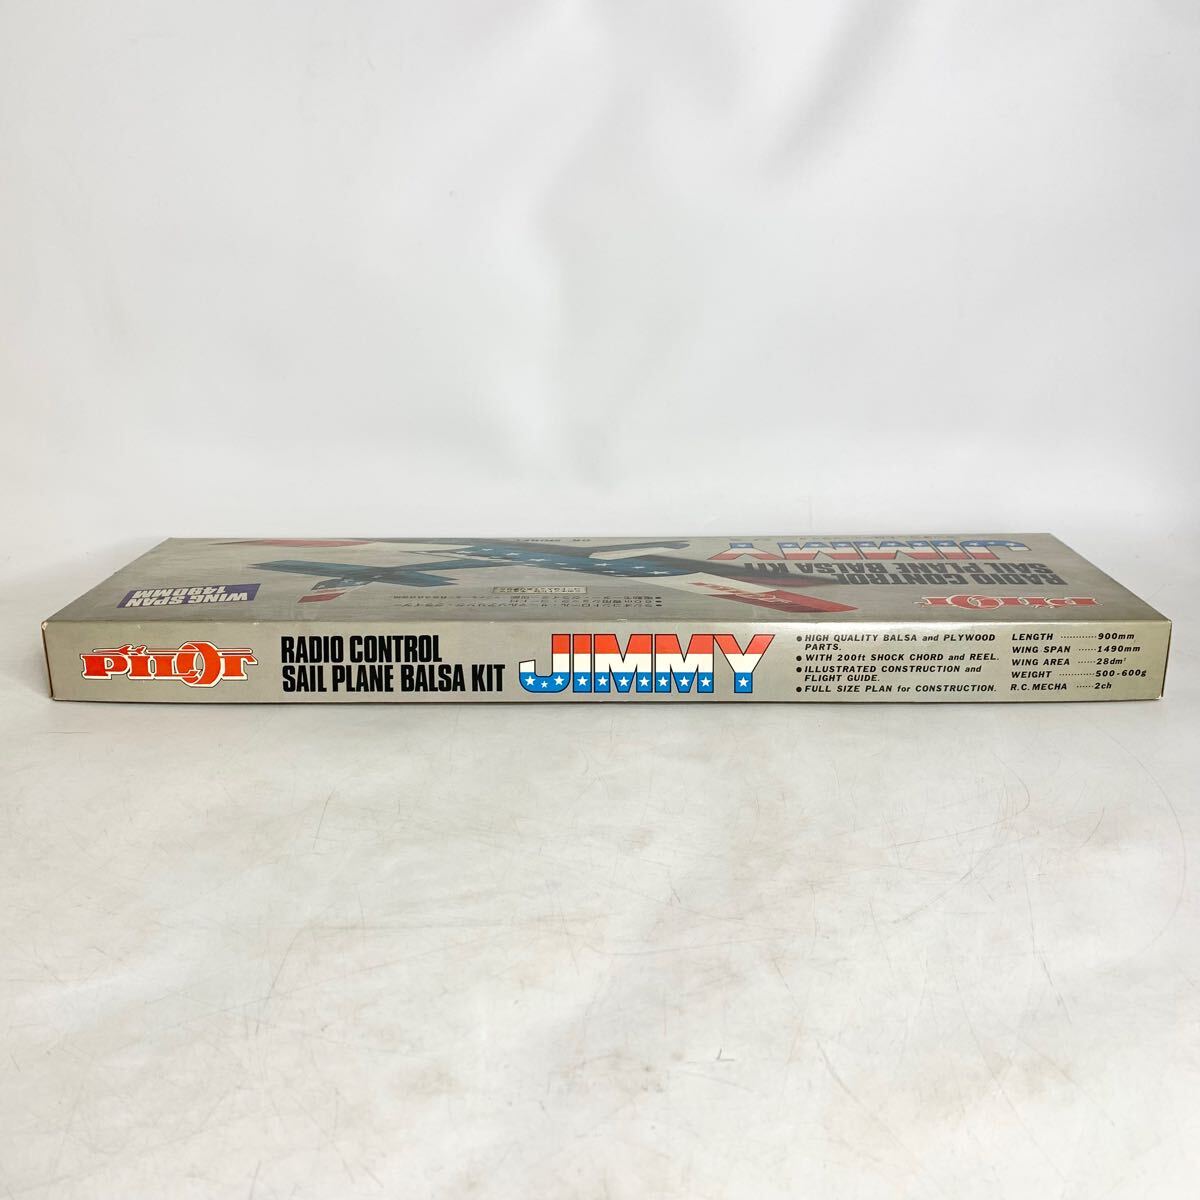 WING SPAN
1490MM
JIMMY
RADIO CONTROL
SAIL PLANE BALSA KIT
PILOT
PILOT
RADIO CONTROL
SAIL PLANE BALSA KIT
JIMMY
● HIGH QUALITY BALSA and PLYWOOD
PARTS.
● WITH 200ft SHOCK CHORD and REEL.
● ILLUSTRATED CONSTRUCTION and
FLIGHT GUIDE.
● FULL SIZE PLAN for CONSTRUCTION.
LENGTH ············900mm
WING SPAN ······1490mm
WING AREA ······28dm²
WEIGHT ············500-600g
R.C. MECHA ······2ch